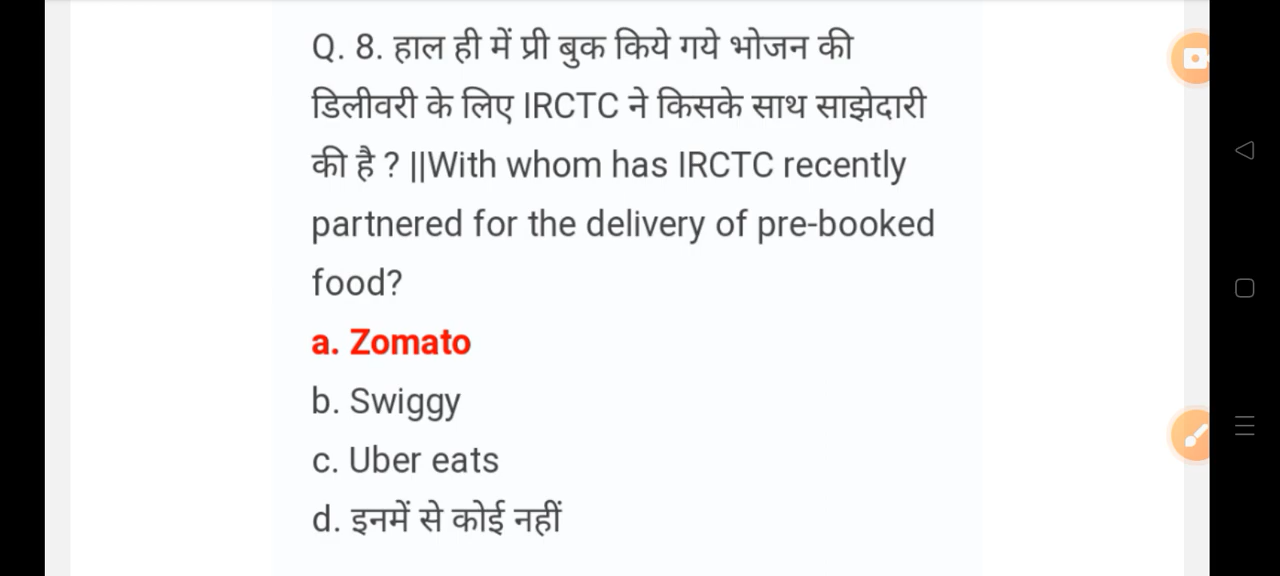 Q. 8. हाल ही में प्री बुक किये गये भोजन की
डिलीवरी के लिए IRCTC ने किसके साथ साझेदारी
की है ? ||With whom has IRCTC recently
partnered for the delivery of pre-booked
food?
a. Zomato
b. Swiggy
c. Uber eats
d. इनमें से कोई नहीं